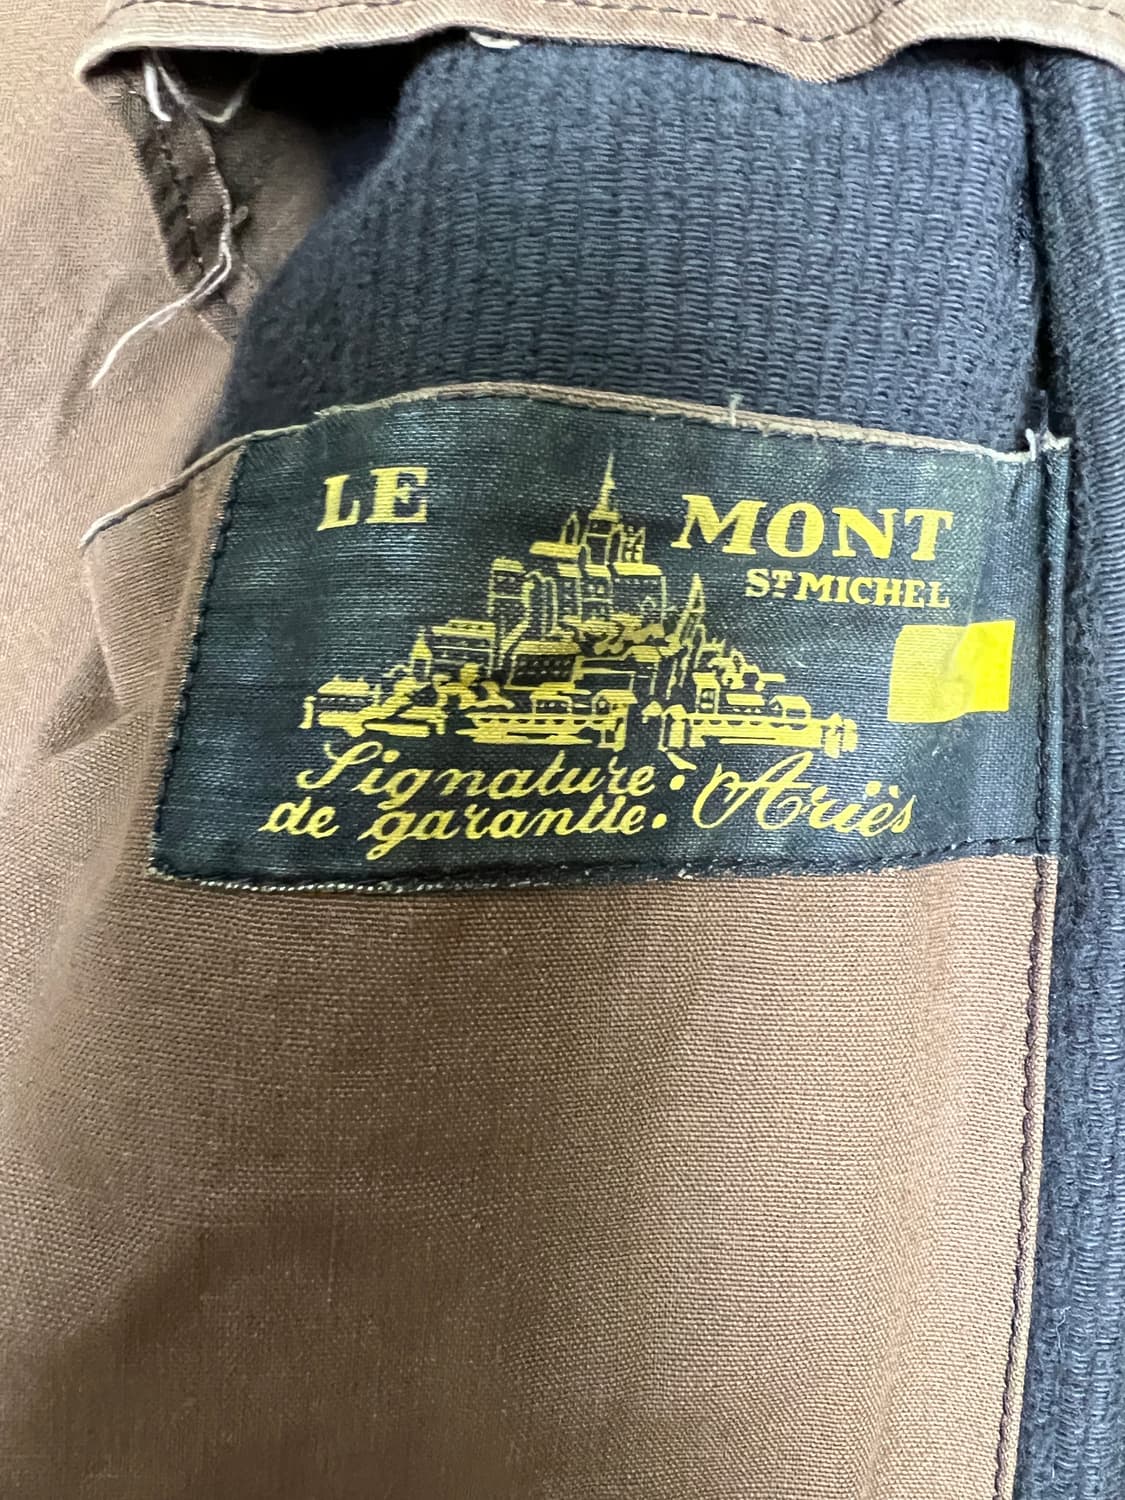 LE MONT
ST MICHEL
Signature : Ariès
de garantie.